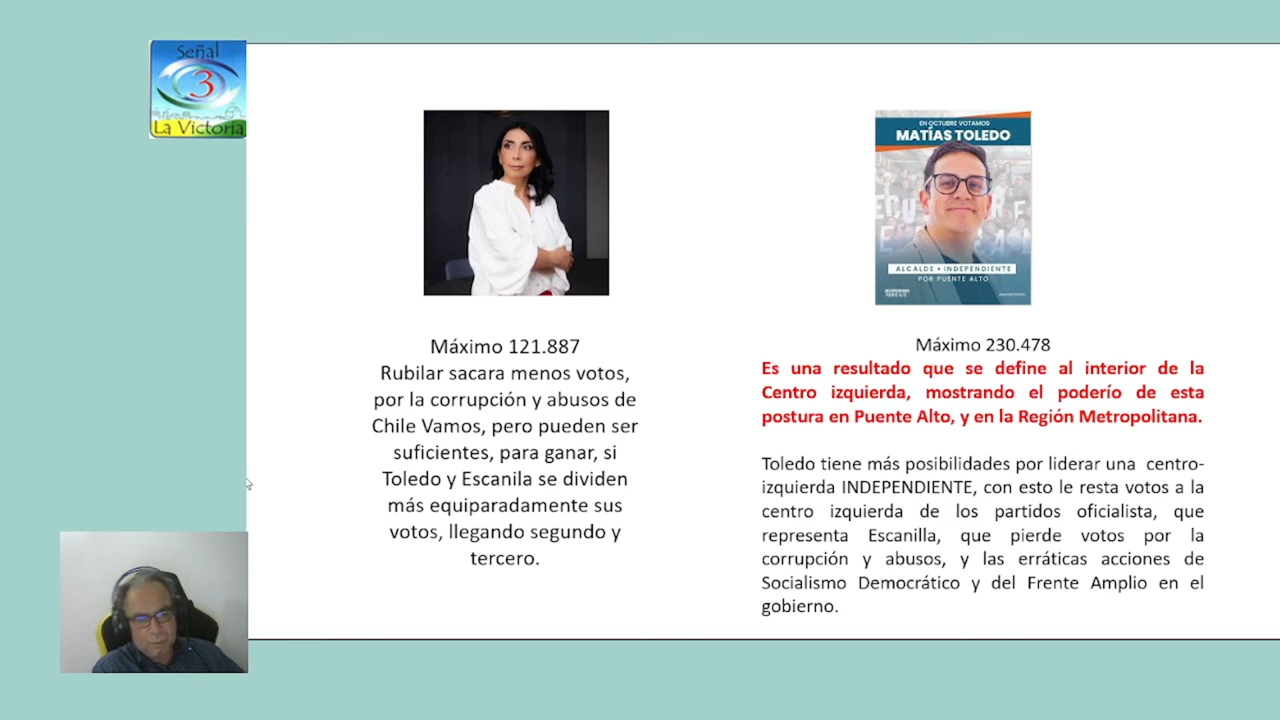 Señal
3
La Victoria
EN OCTUBRE VOTAMOS
MATÍAS TOLEDO
ALCALDE • INDEPENDIENTE
POR PUENTE ALTO
Máximo 121.887
Rubilar sacara menos votos,
por la corrupción y abusos de
Chile Vamos, pero pueden ser
suficientes, para ganar, si
Toledo y Escanila se dividen
más equiparadamente sus
votos, llegando segundo y
tercero.
Máximo 230.478
Es una resultado que se define al interior de la
Centro izquierda, mostrando el poderío de esta
postura en Puente Alto, y en la Región Metropolitana.
Toledo tiene más posibilidades por liderar una centro-
izquierda INDEPENDIENTE, con esto le resta votos a la
centro izquierda de los partidos oficialista, que
representa Escanilla, que pierde votos por la
corrupción y abusos, y las erráticas acciones de
Socialismo Democrático y del Frente Amplio en el
gobierno.